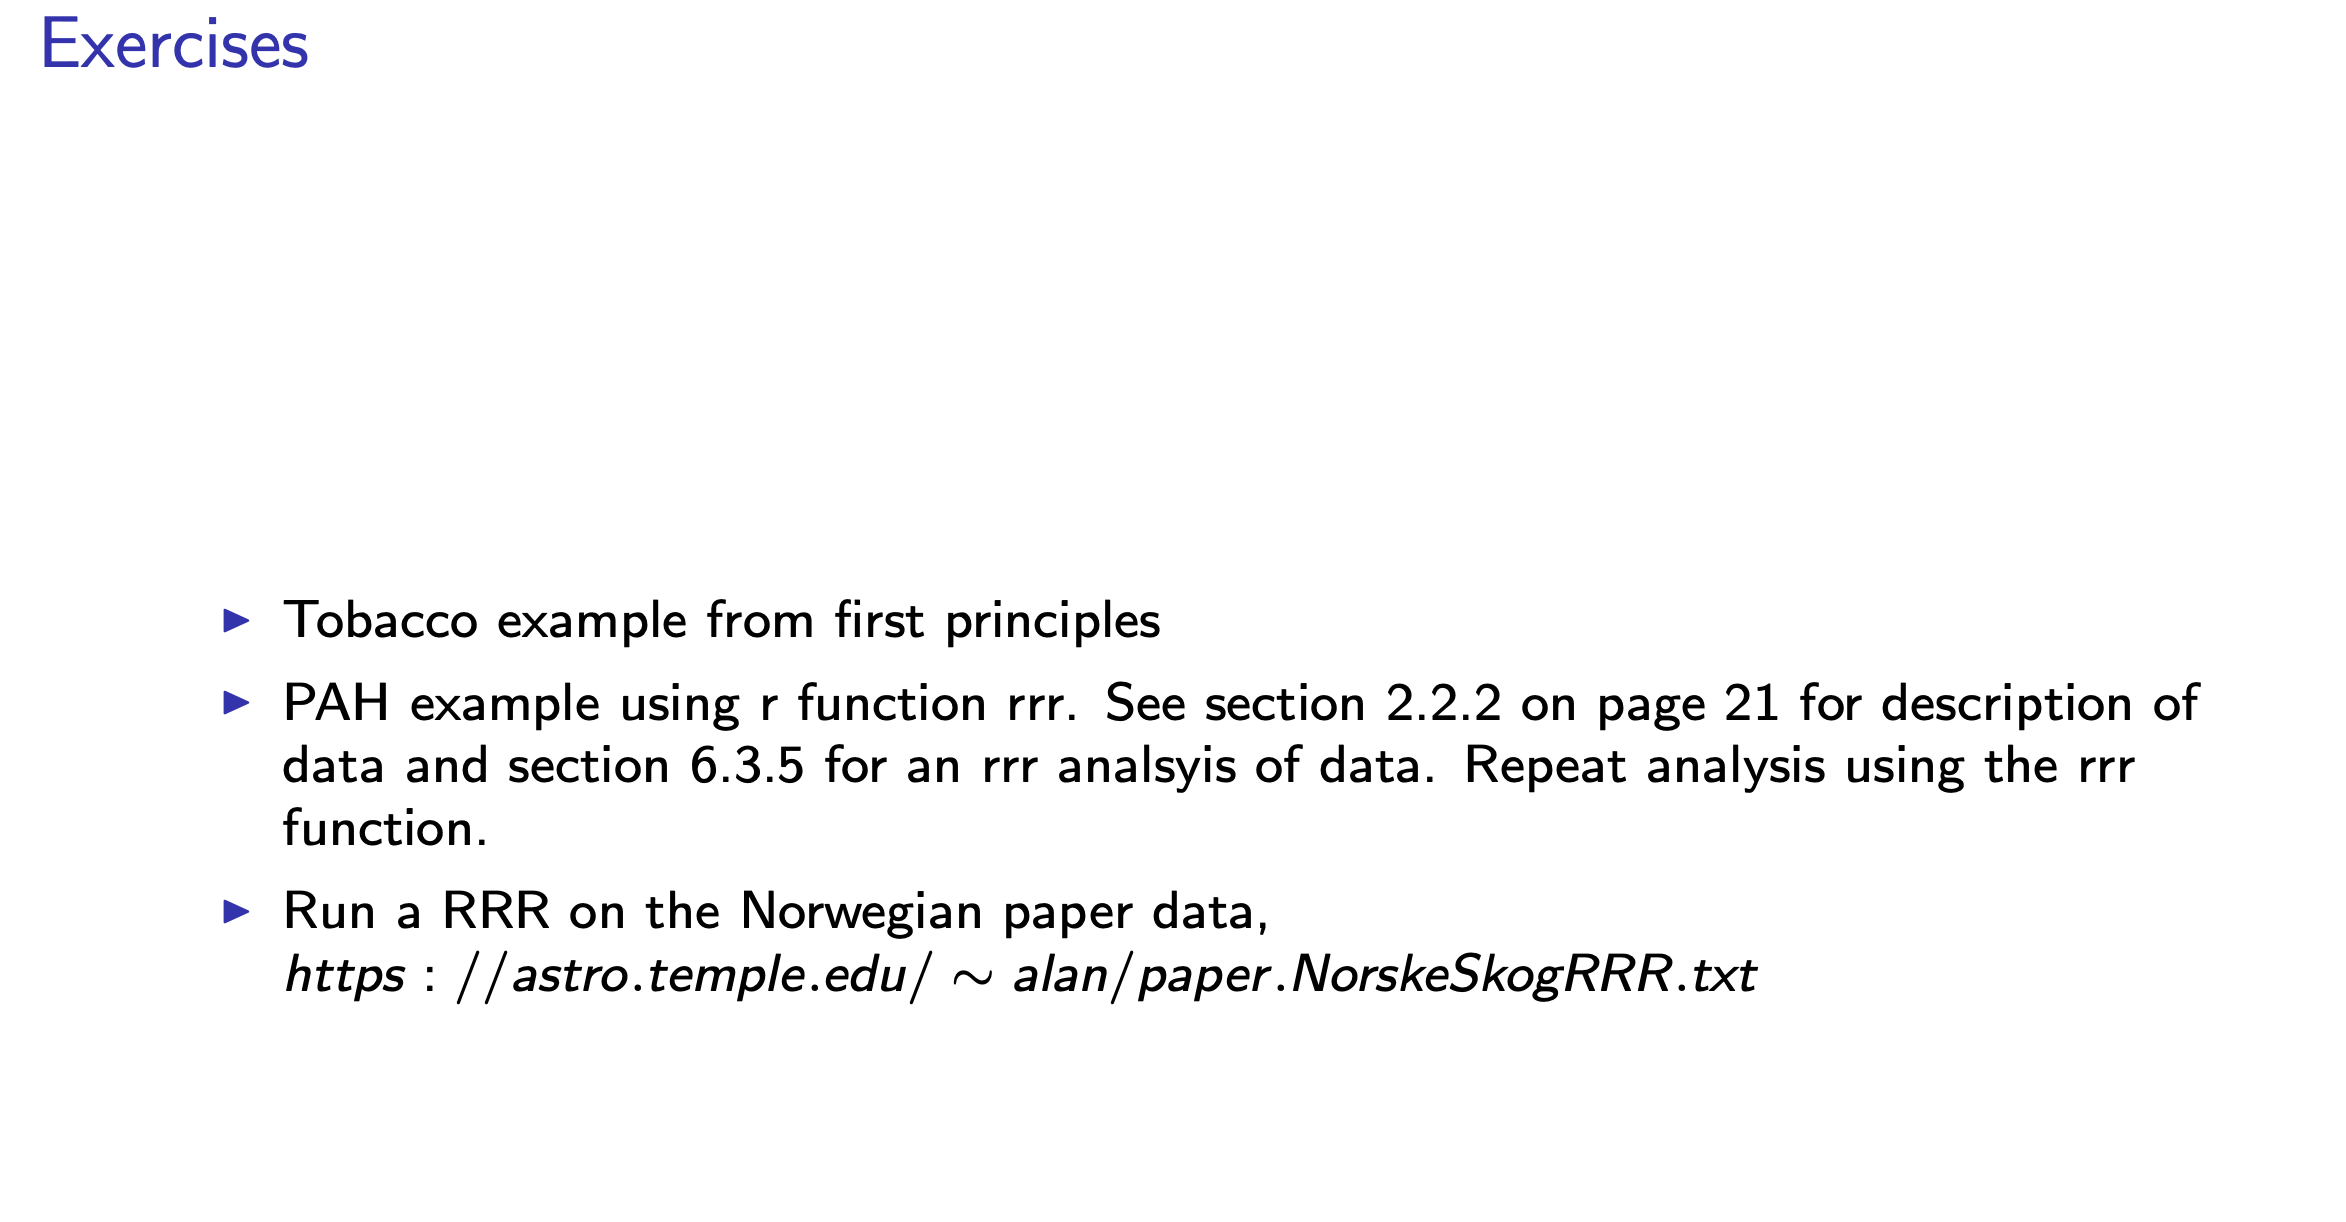 Exercises
▶ Tobacco example from first principles
▶ PAH example using r function rrr. See section 2.2.2 on page 21 for description of
data and section 6.3.5 for an rrr analsyis of data. Repeat analysis using the rrr
function.
▶ Run a RRR on the Norwegian paper data,
https : //astro.temple.edu/ ∼ alan/paper.NorskeSkogRRR.txt